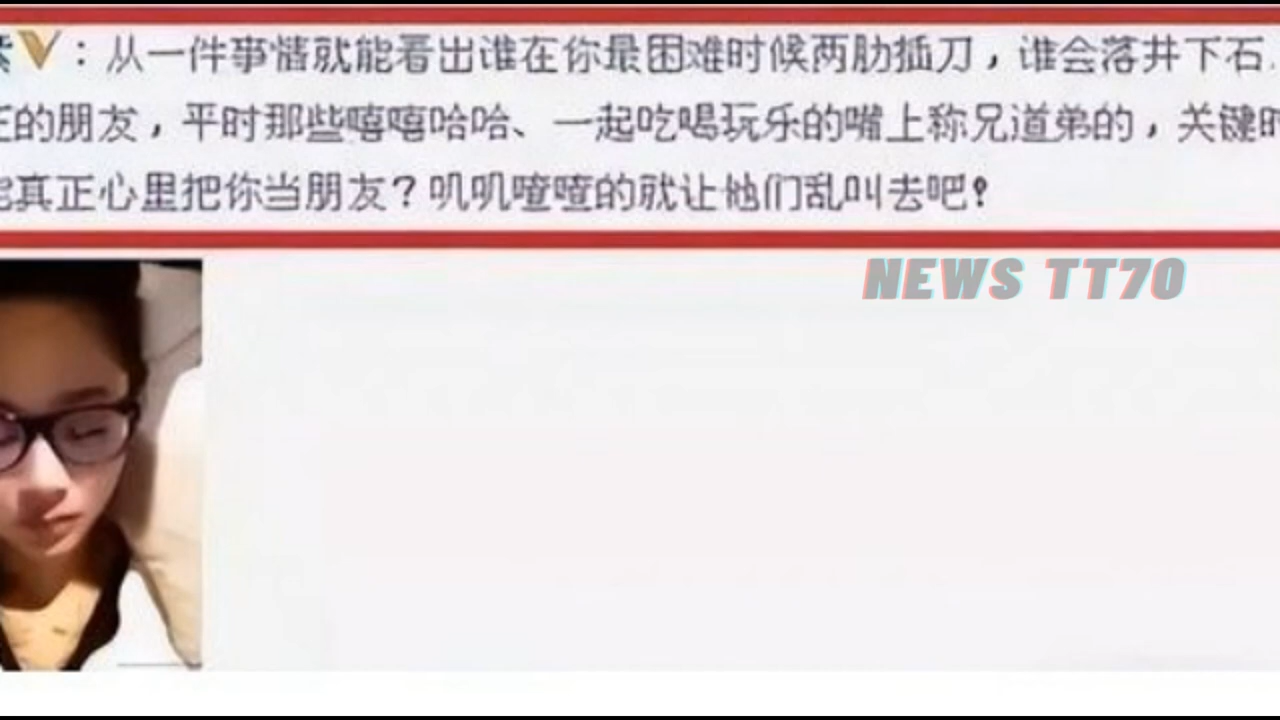 ：从一件事情就能看出谁在你最困难时候两肋插刀，谁会落井下石
的朋友，平时那些嘻嘻哈哈、一起吃喝玩乐的嘴上称兄道弟的，关键时
真正心里把你当朋友？叽叽喳喳的就让他们乱叫去吧！
NEWS TT70